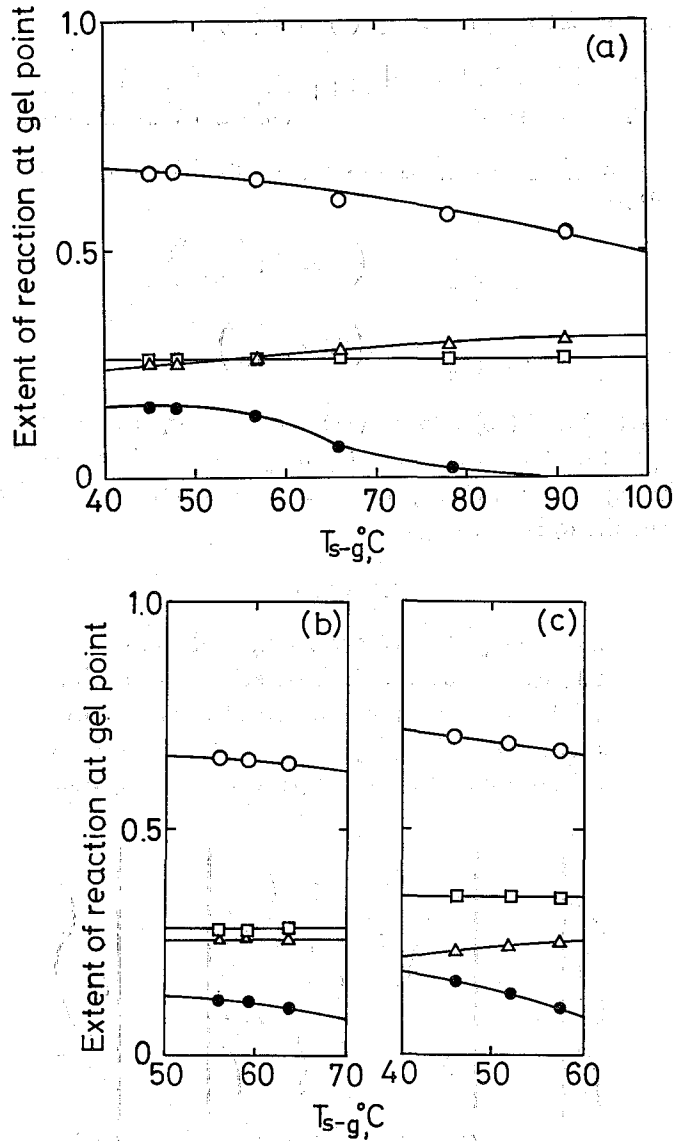 1.0
(a)
Extent of reaction at gel point
0.5
0
40 50 60 70 80 90 100
Ts-g,°C
1.0
(b)
(c)
Extent of reaction at gel point
0.5
0
50 60 70 40 50 60
Ts-g,°C